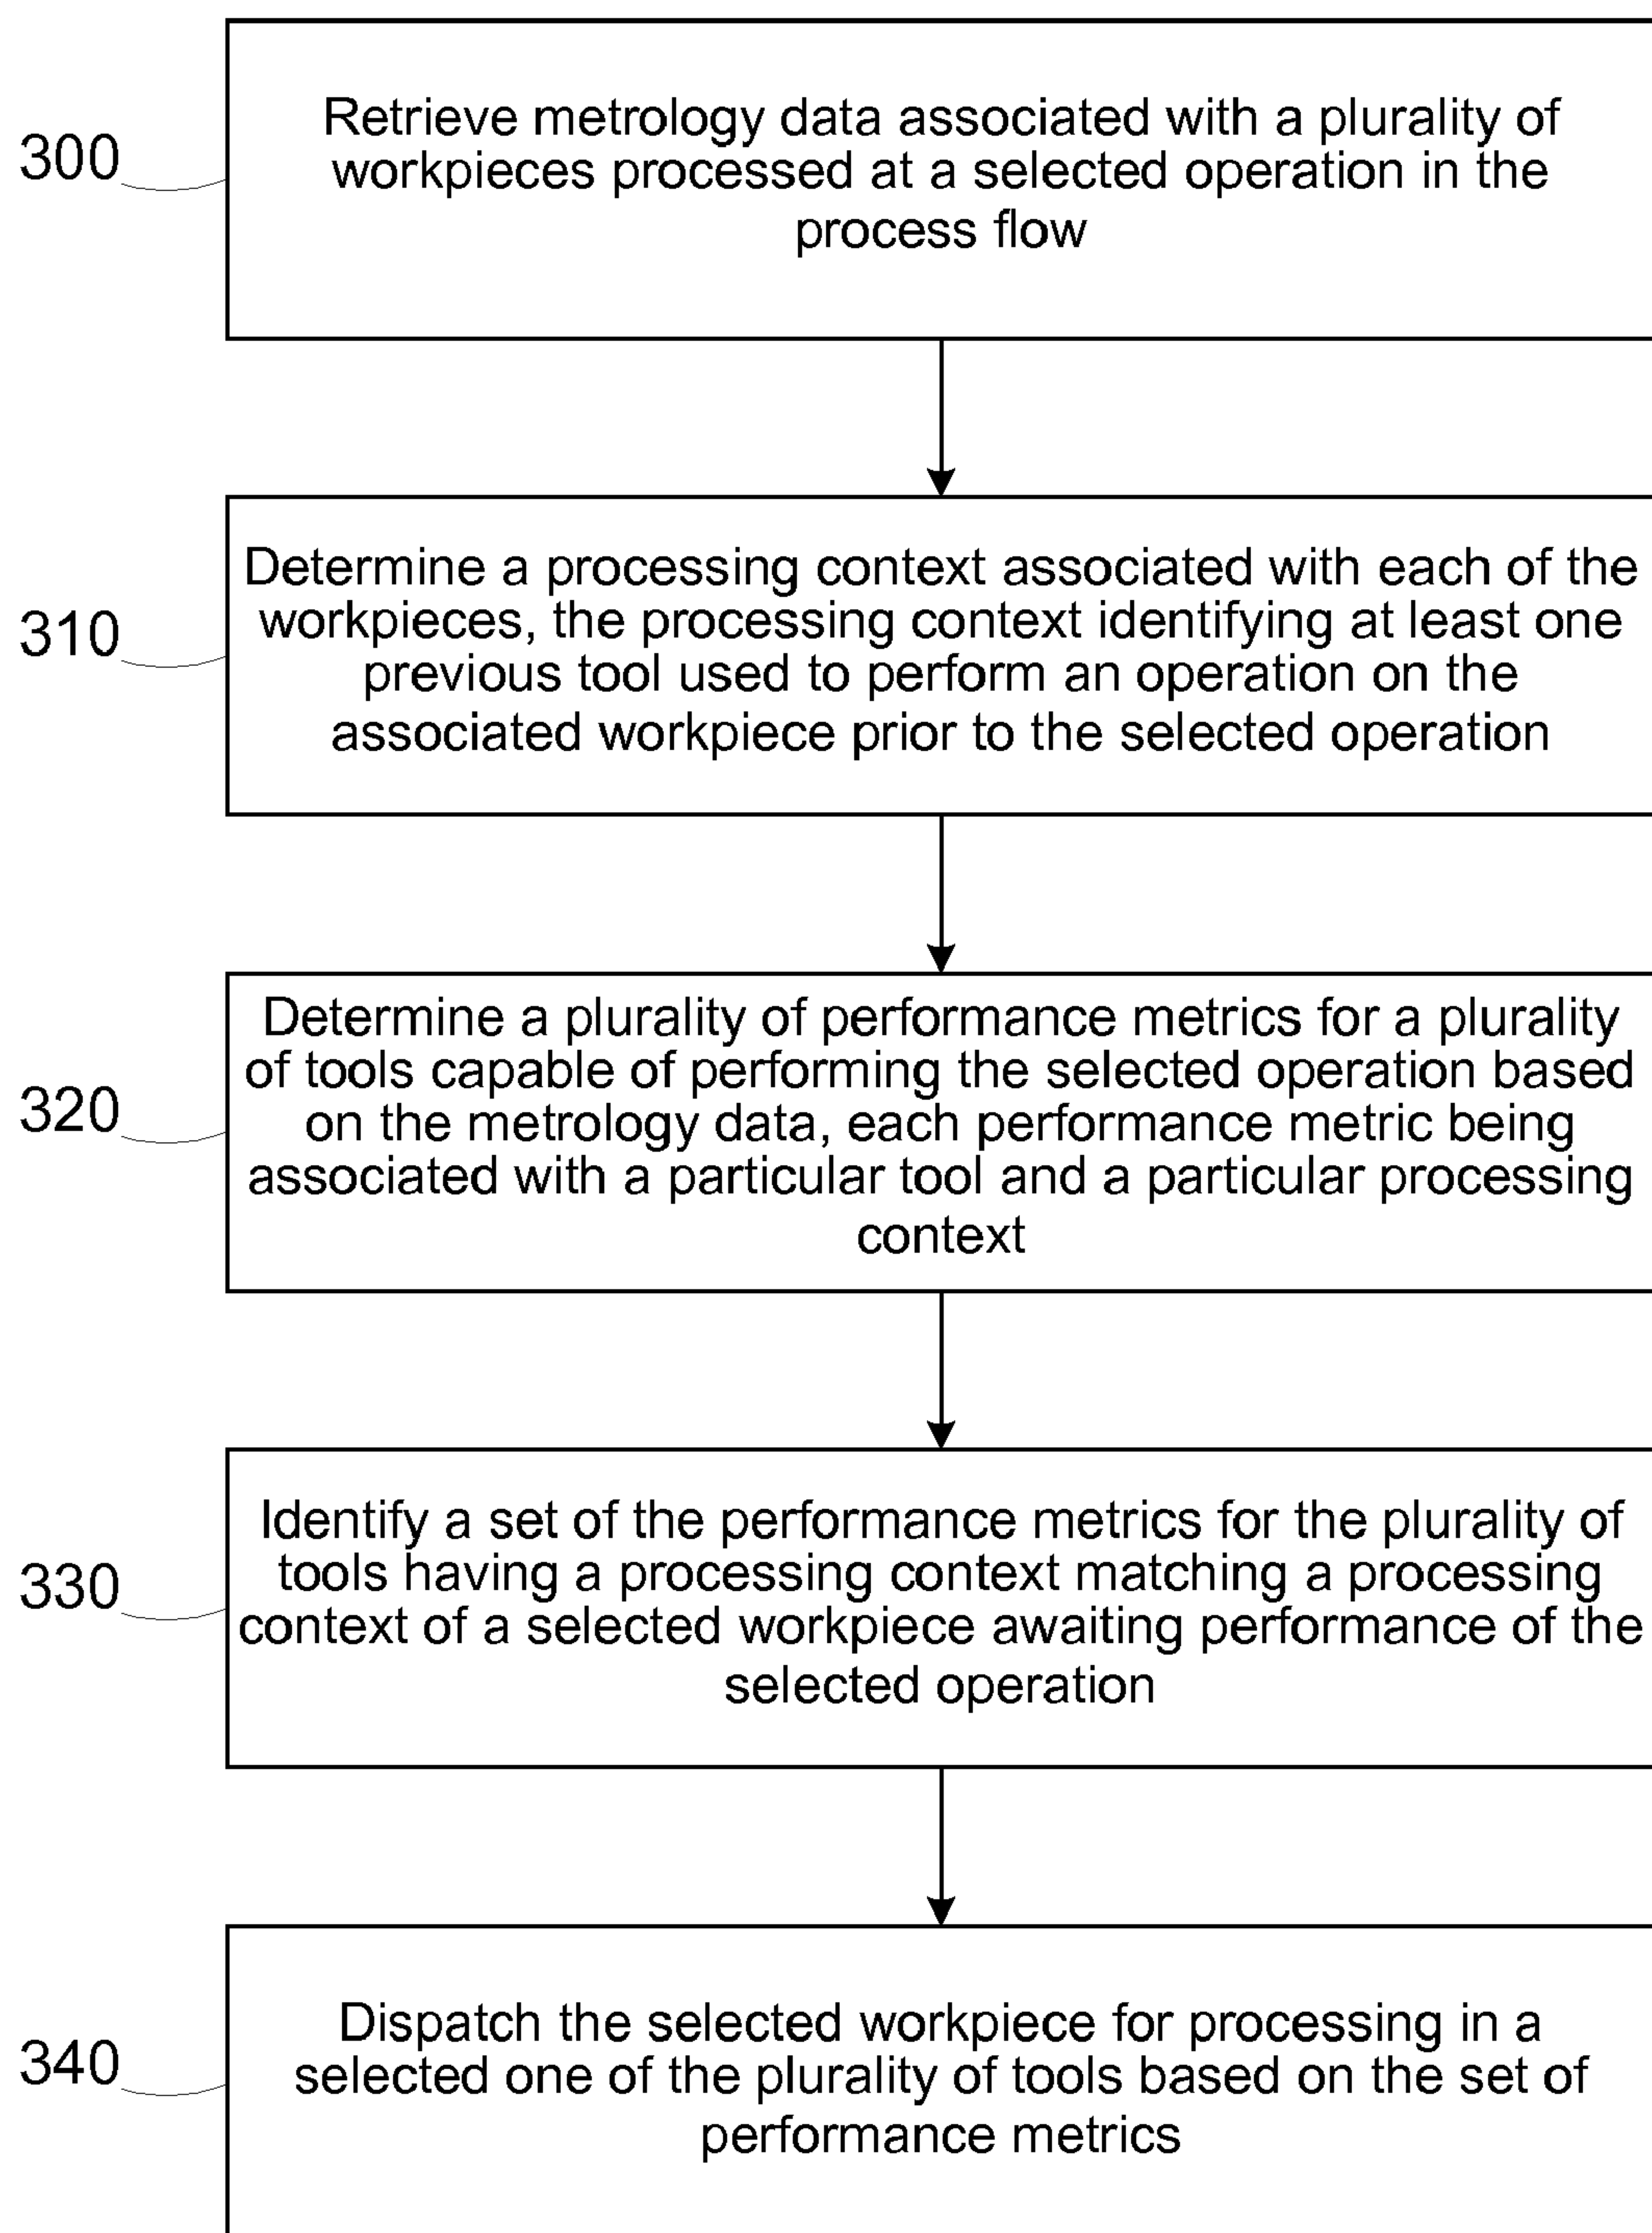 300
Retrieve metrology data associated with a plurality of
workpieces processed at a selected operation in the
process flow
310
Determine a processing context associated with each of the
workpieces, the processing context identifying at least one
previous tool used to perform an operation on the
associated workpiece prior to the selected operation
320
Determine a plurality of performance metrics for a plurality
of tools capable of performing the selected operation based
on the metrology data, each performance metric being
associated with a particular tool and a particular processing
context
330
Identify a set of the performance metrics for the plurality of
tools having a processing context matching a processing
context of a selected workpiece awaiting performance of the
selected operation
340
Dispatch the selected workpiece for processing in a
selected one of the plurality of tools based on the set of
performance metrics